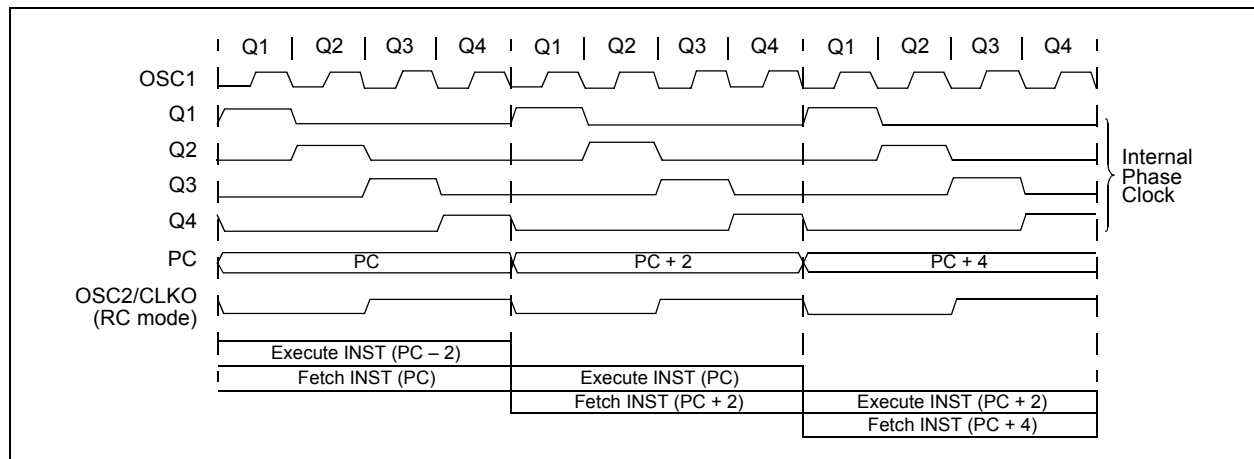 Q1 Q2 Q3 Q4 Q1 Q2 Q3 Q4 Q1 Q2 Q3 Q4
OSC1
Q1
Q2
Q3
Q4
Internal
Phase
Clock
PC PC PC + 2 PC + 4
OSC2/CLKO
(RC mode)
Execute INST (PC – 2)
Fetch INST (PC) Execute INST (PC)
Fetch INST (PC + 2) Execute INST (PC + 2)
Fetch INST (PC + 4)